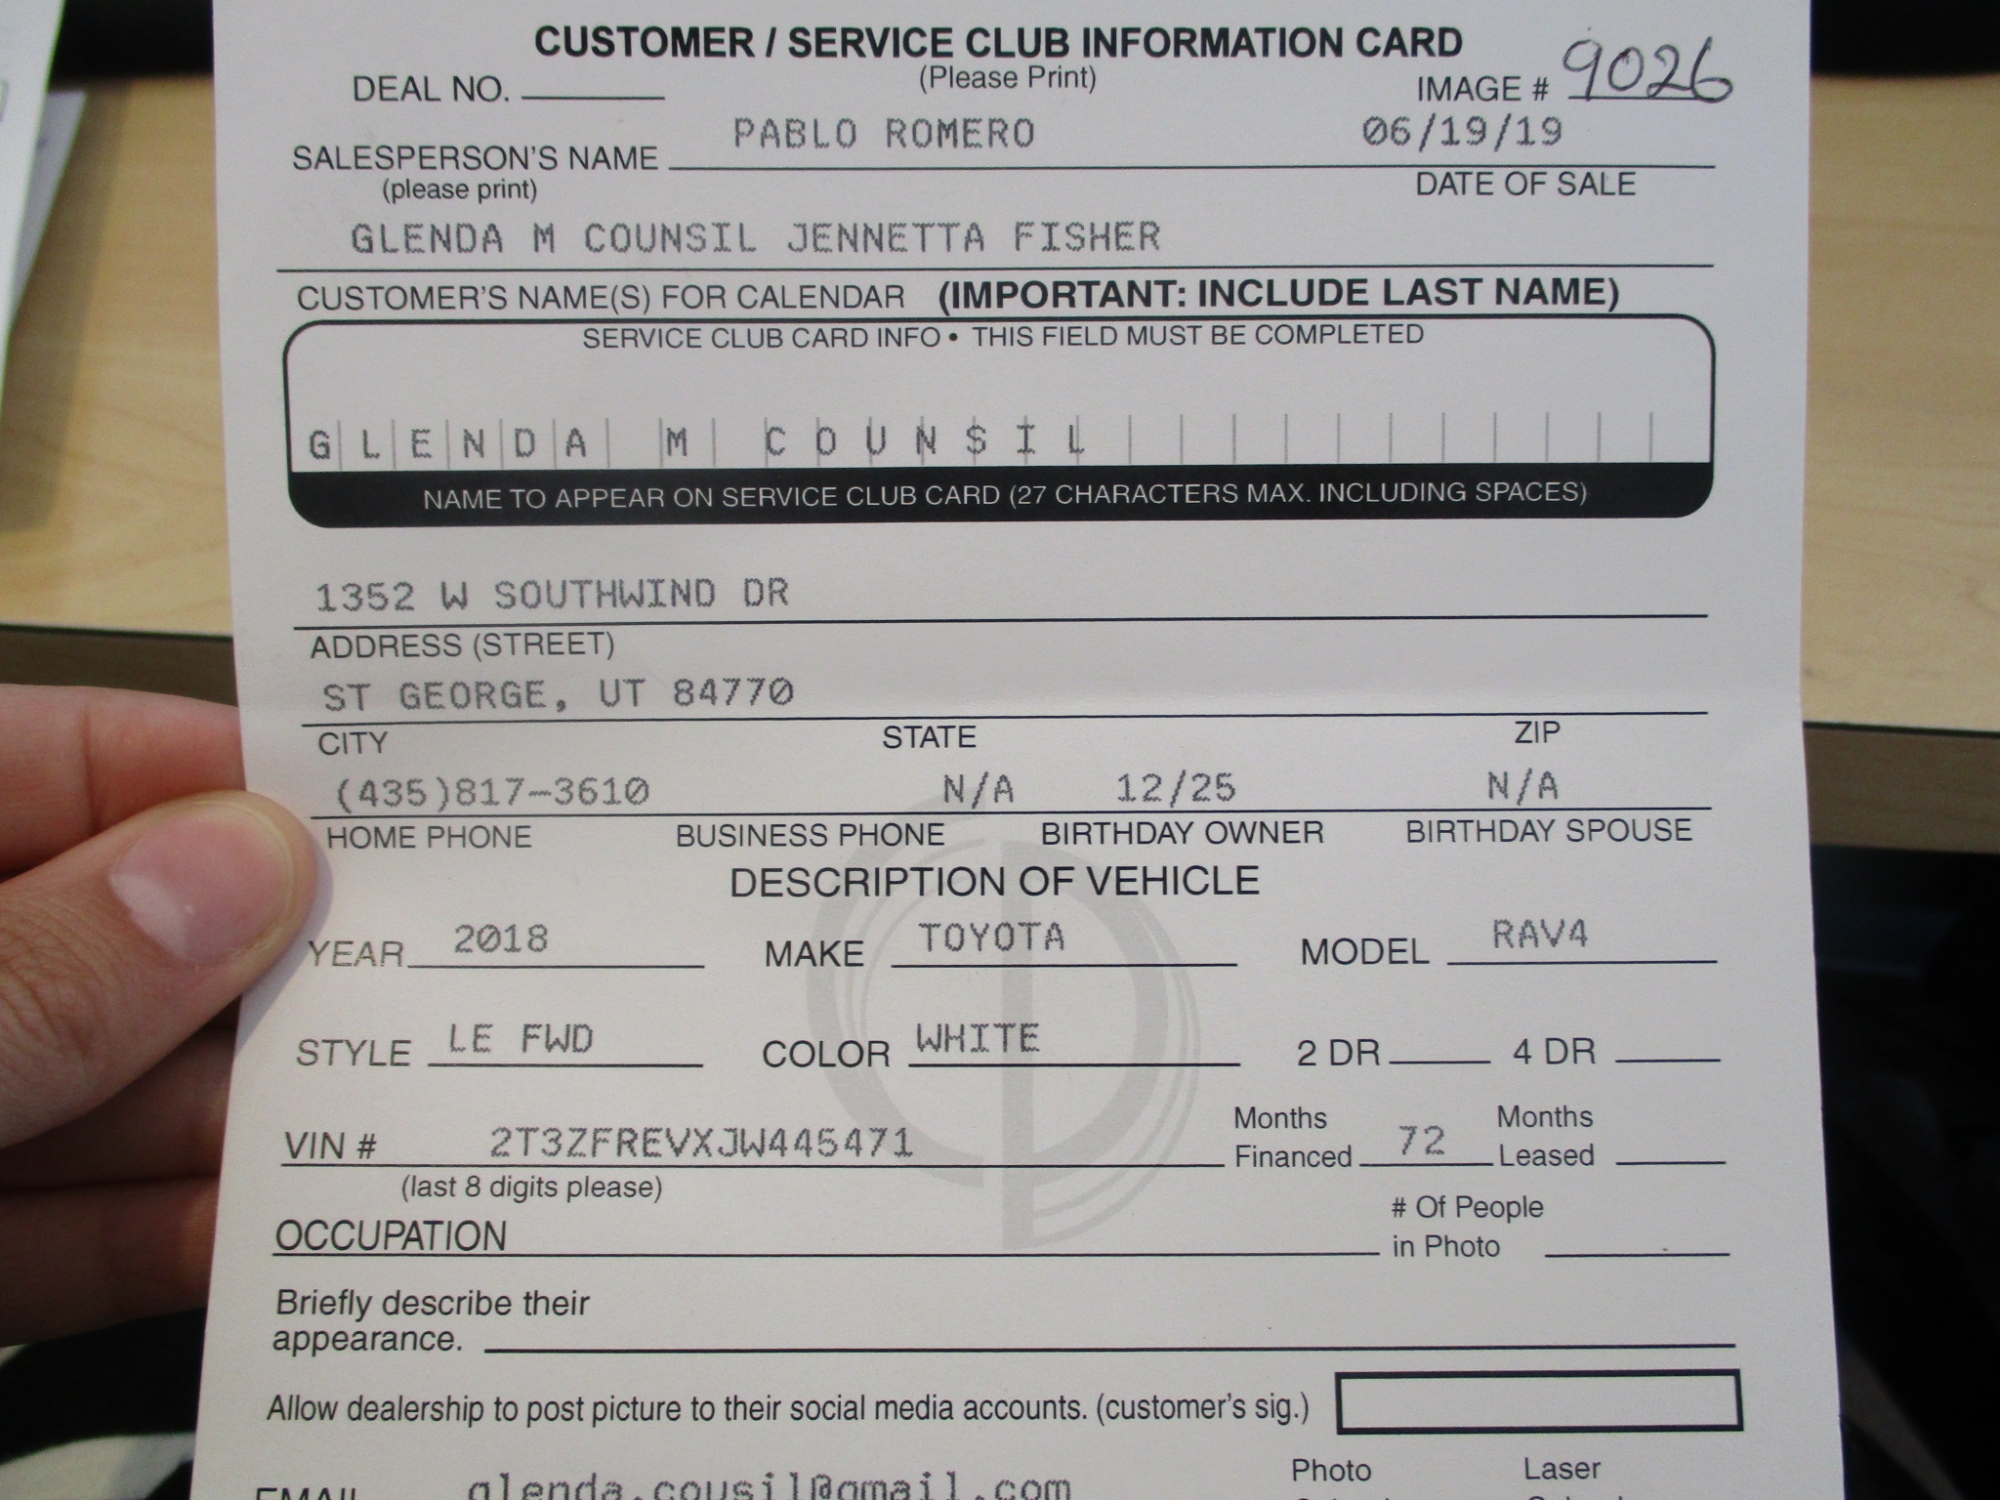 CUSTOMER / SERVICE CLUB INFORMATION CARD
(Please Print)
DEAL NO. IMAGE # 9026
PABLO ROMERO 06/19/19
SALESPERSON'S NAME
(please print) DATE OF SALE
GLENDA M COUNSIL JENNETTA FISHER
CUSTOMER'S NAME(S) FOR CALENDAR (IMPORTANT: INCLUDE LAST NAME)
SERVICE CLUB CARD INFO • THIS FIELD MUST BE COMPLETED
GLENDA M COUNSIL
NAME TO APPEAR ON SERVICE CLUB CARD (27 CHARACTERS MAX. INCLUDING SPACES)
1352 W SOUTHWIND DR
ADDRESS (STREET)
ST GEORGE, UT 84770
CITY STATE ZIP
(435)817-3610 N/A 12/25 N/A
HOME PHONE BUSINESS PHONE BIRTHDAY OWNER BIRTHDAY SPOUSE
DESCRIPTION OF VEHICLE
YEAR 2018 MAKE TOYOTA MODEL RAV4
STYLE LE FWD COLOR WHITE 2 DR 4 DR
VIN # 2T3ZFREVXJW445471 Months Financed 72 Months Leased
(last 8 digits please)
OCCUPATION # Of People in Photo
Briefly describe their
appearance.
Allow dealership to post picture to their social media accounts. (customer's sig.)
Photo Laser
EMAIL glenda.cousil@gmail.com